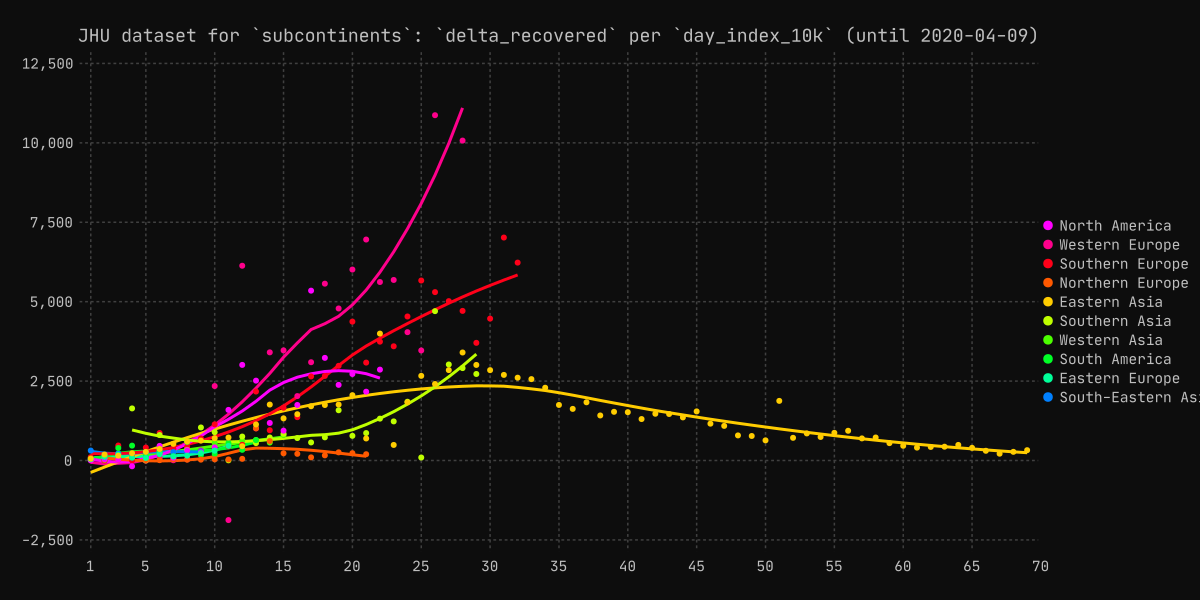 JHU dataset for `subcontinents`: `delta_recovered` per `day_index_10k` (until 2020-04-09)
12,500
10,000
7,500
5,000
2,500
0
−2,500
1 5 10 15 20 25 30 35 40 45 50 55 60 65 70
North America
Western Europe
Southern Europe
Northern Europe
Eastern Asia
Southern Asia
Western Asia
South America
Eastern Europe
South-Eastern Asi